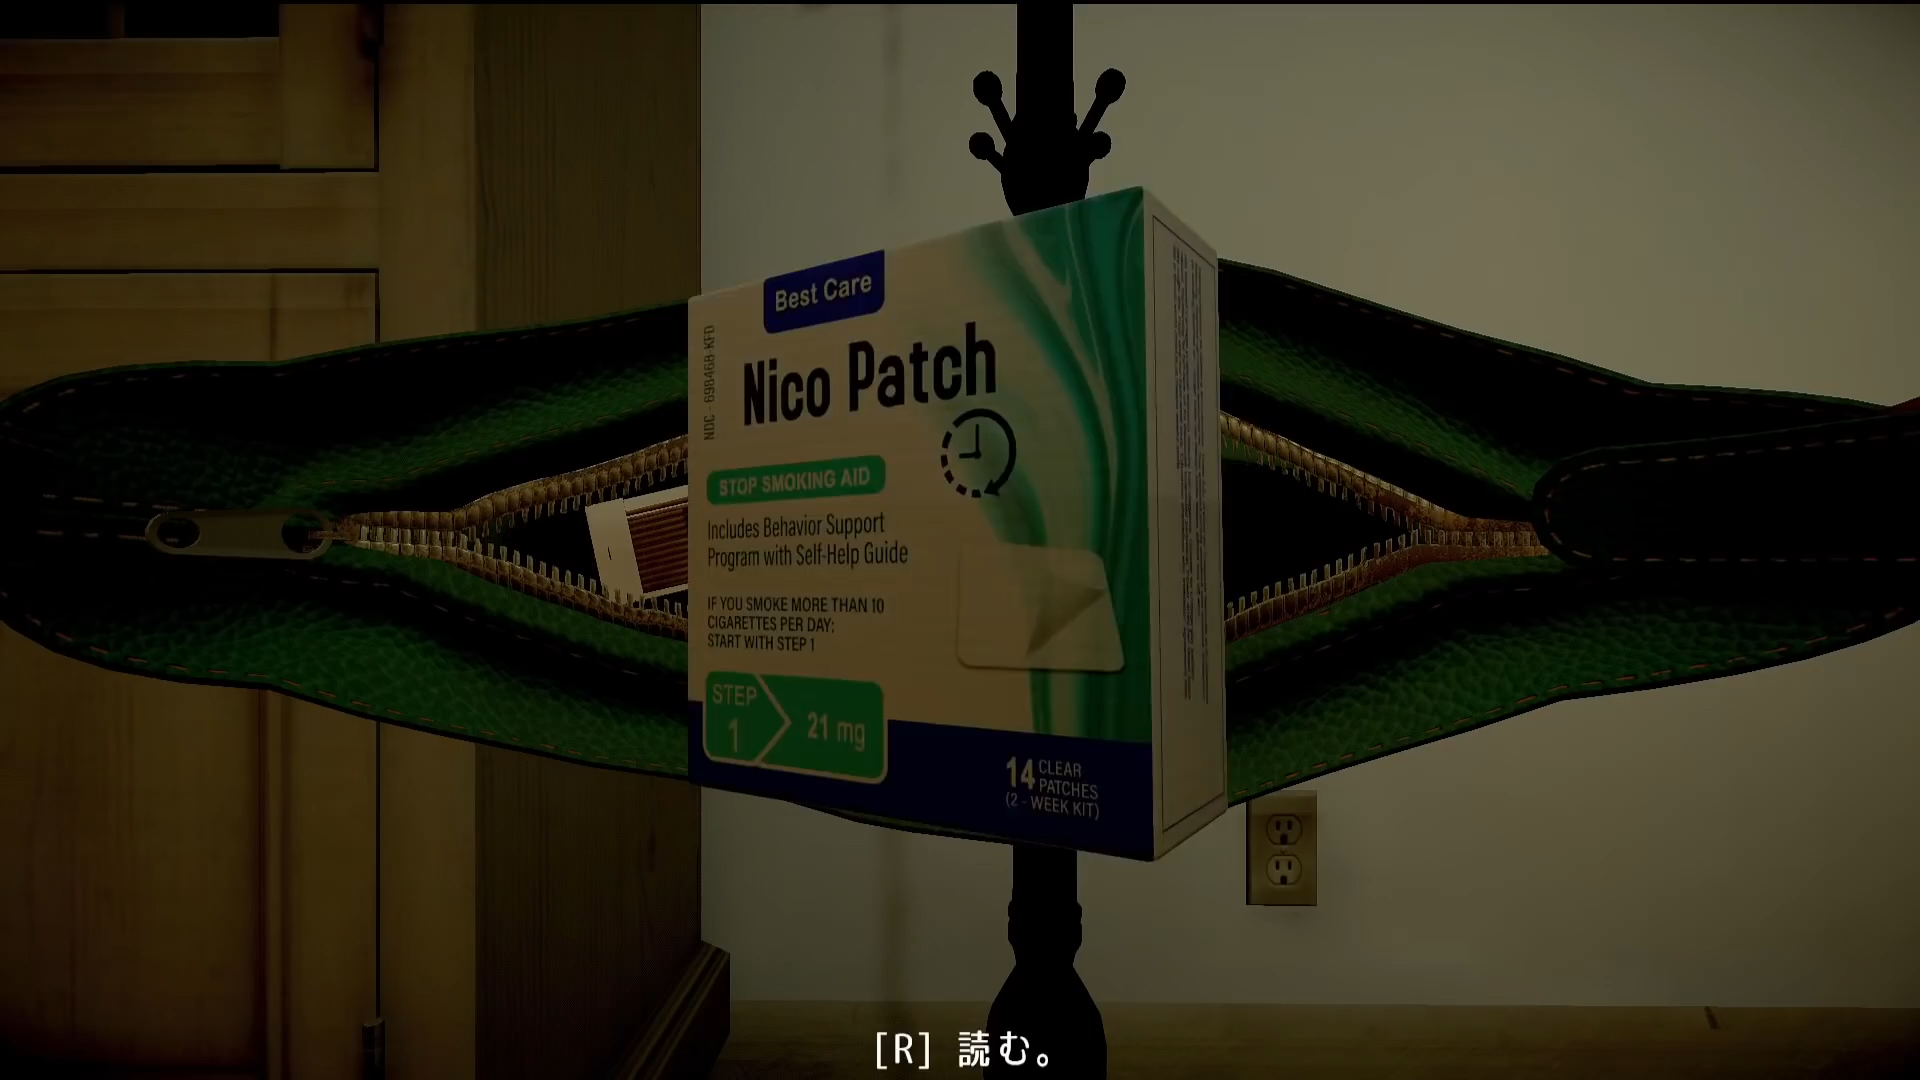 Best Care
NDC - 698468-KFD
Nico Patch
STOP SMOKING AID
Includes Behavior Support
Program with Self-Help Guide
IF YOU SMOKE MORE THAN 10
CIGARETTES PER DAY:
START WITH STEP 1
STEP
1
21 mg
14 CLEAR
PATCHES
(2 - WEEK KIT)
[R] 読む。